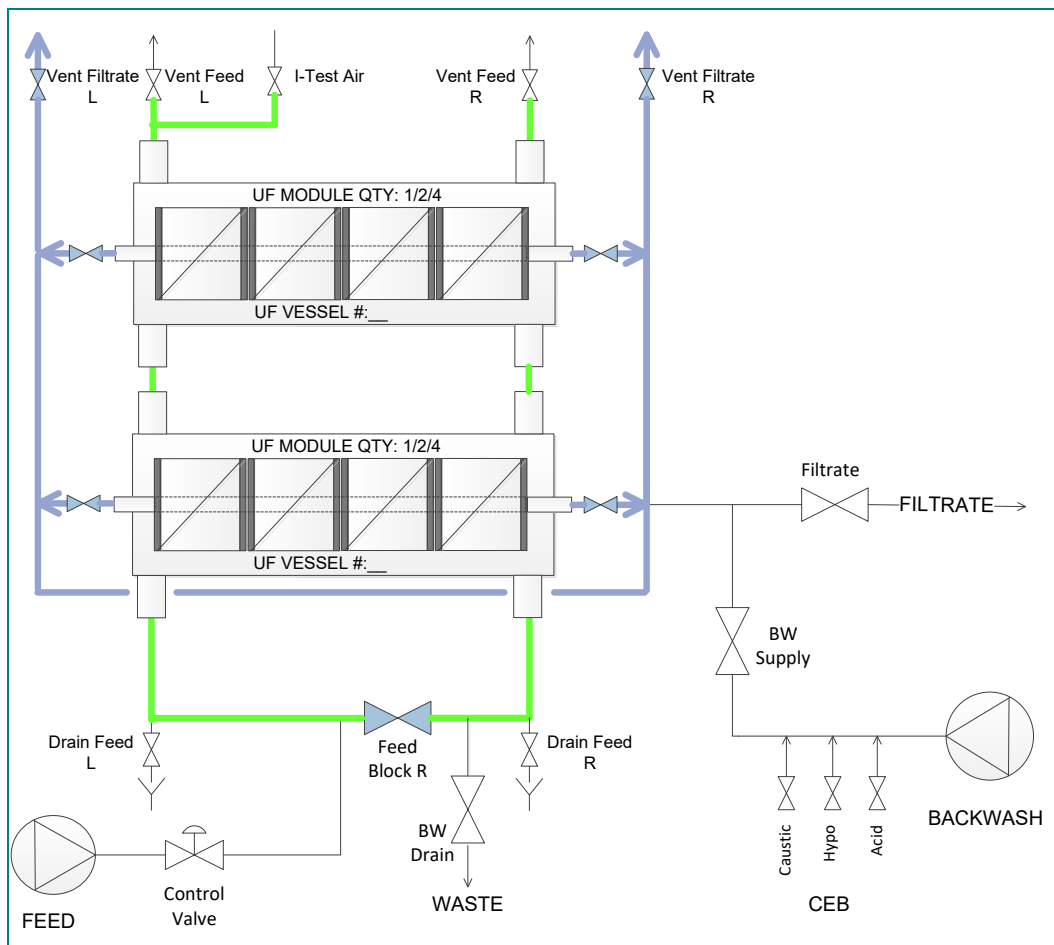 Vent Filtrate
L
Vent Feed
L
I-Test Air
Vent Feed
R
Vent Filtrate
R
UF MODULE QTY: 1/2/4
UF VESSEL #:__
UF MODULE QTY: 1/2/4
UF VESSEL #:__
Filtrate
FILTRATE
BW
Supply
Drain Feed
L
Feed
Block R
Drain Feed
R
BW
Drain
Control
Valve
FEED
WASTE
Caustic
Hypo
Acid
CEB
BACKWASH